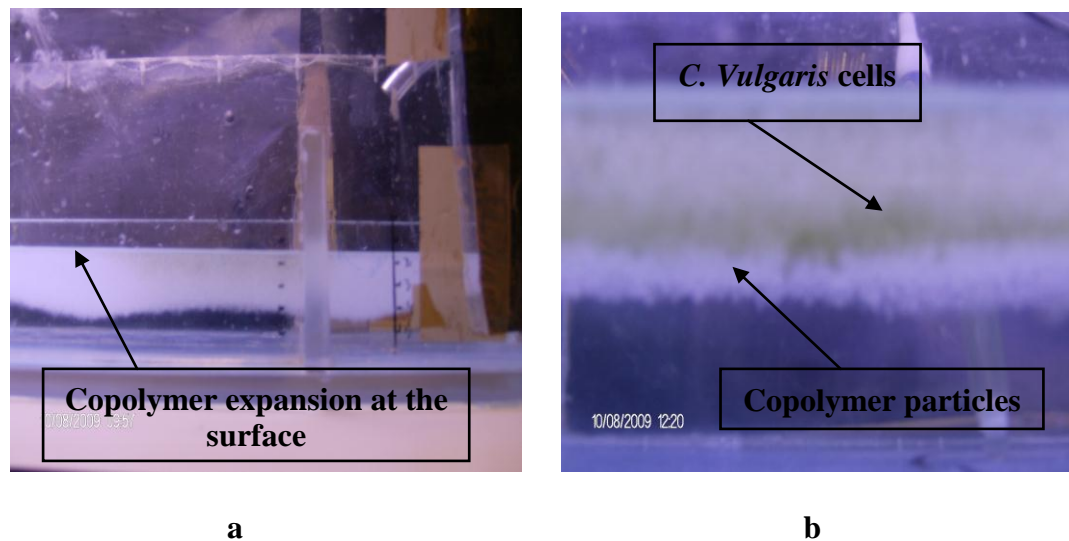 C. Vulgaris cells
Copolymer expansion at the
surface
Copolymer particles
10/08/2009 12:20
a
b